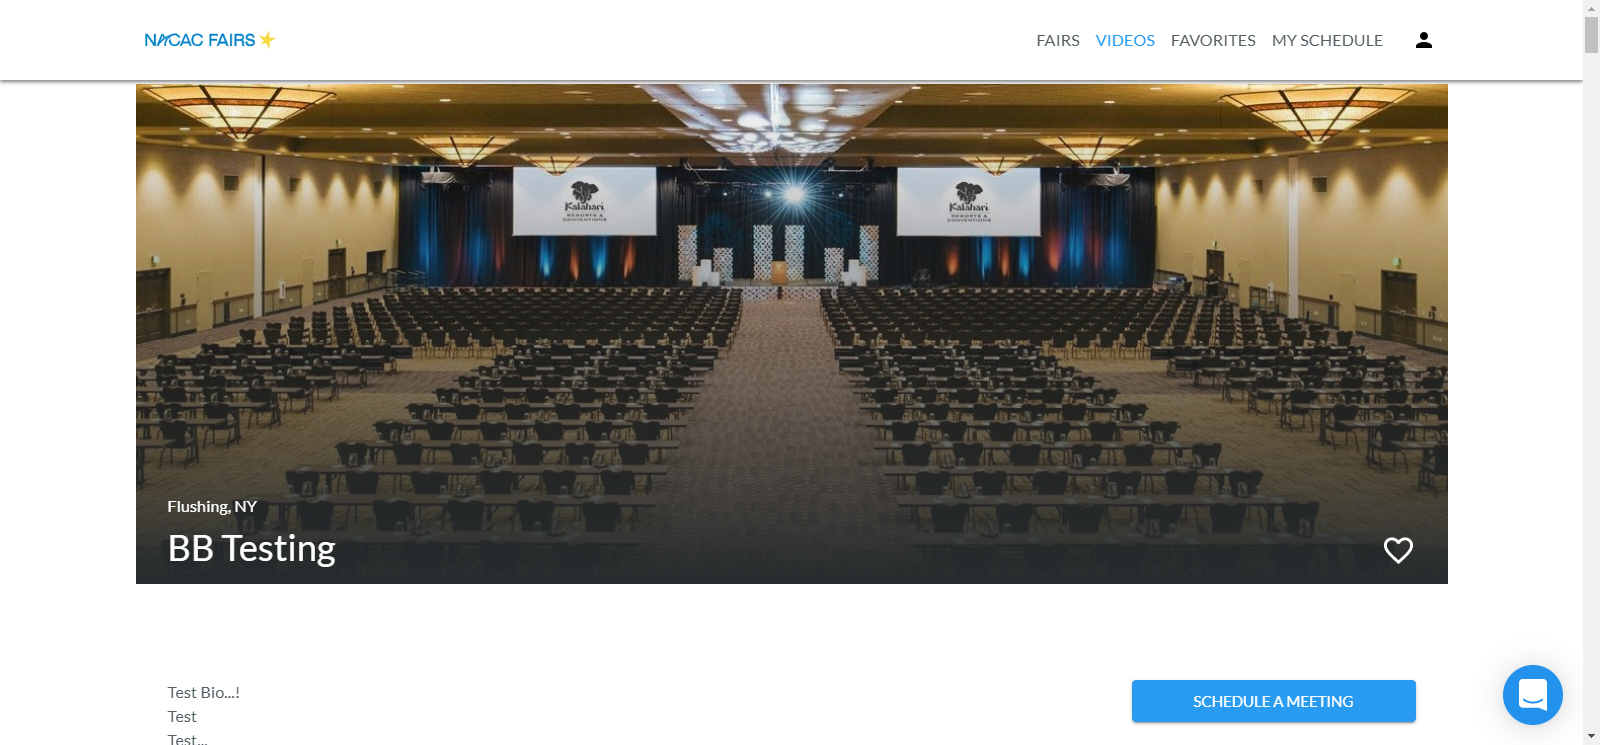 NACAC FAIRS
FAIRS VIDEOS FAVORITES MY SCHEDULE
Kalahari
RESORTS &
CONVENTIONS
Kalahari
RESORTS &
CONVENTIONS
Flushing, NY
BB Testing
Test Bio...!
SCHEDULE A MEETING
Test
Test...